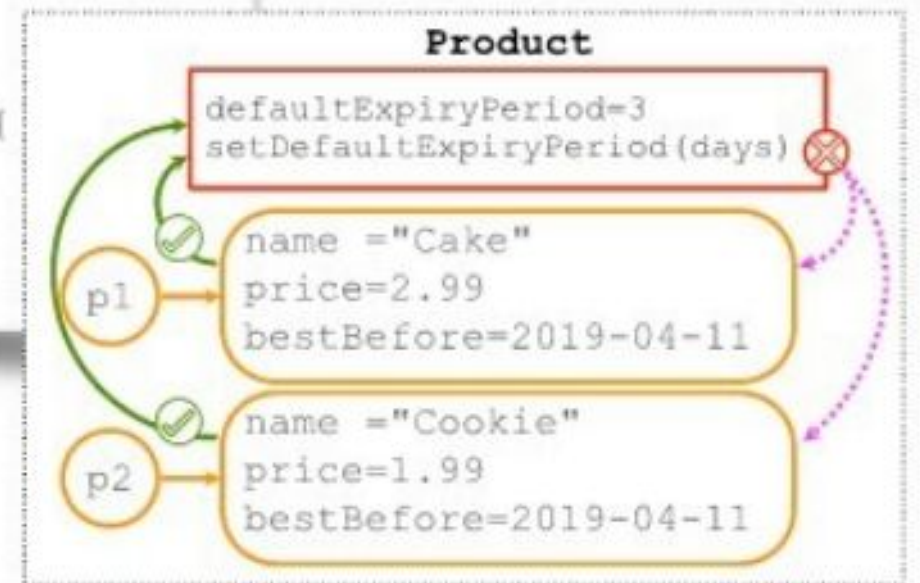 Product
defaultExpiryPeriod=3
setDefaultExpiryPeriod(days)
name ="Cake"
p1
price=2.99
bestBefore=2019-04-11
name ="Cookie"
p2
price=1.99
bestBefore=2019-04-11